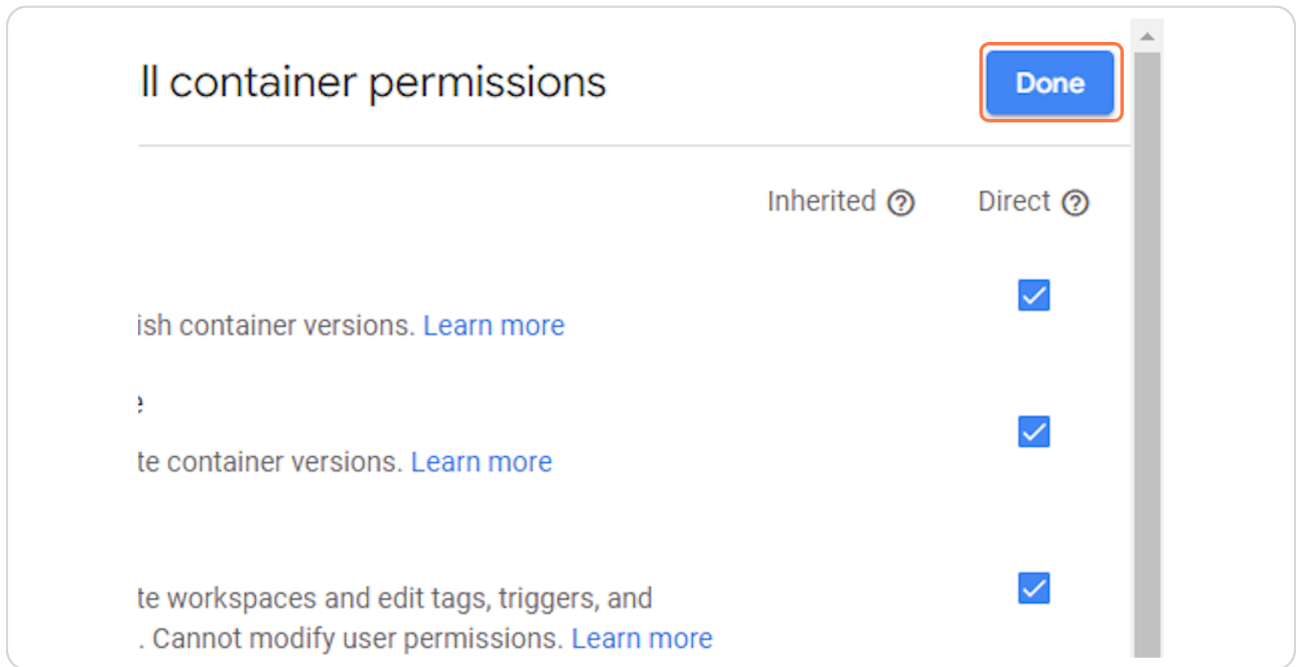 ll container permissions
Done
Inherited
Direct
ish container versions. Learn more
e
te container versions. Learn more
te workspaces and edit tags, triggers, and
. Cannot modify user permissions. Learn more